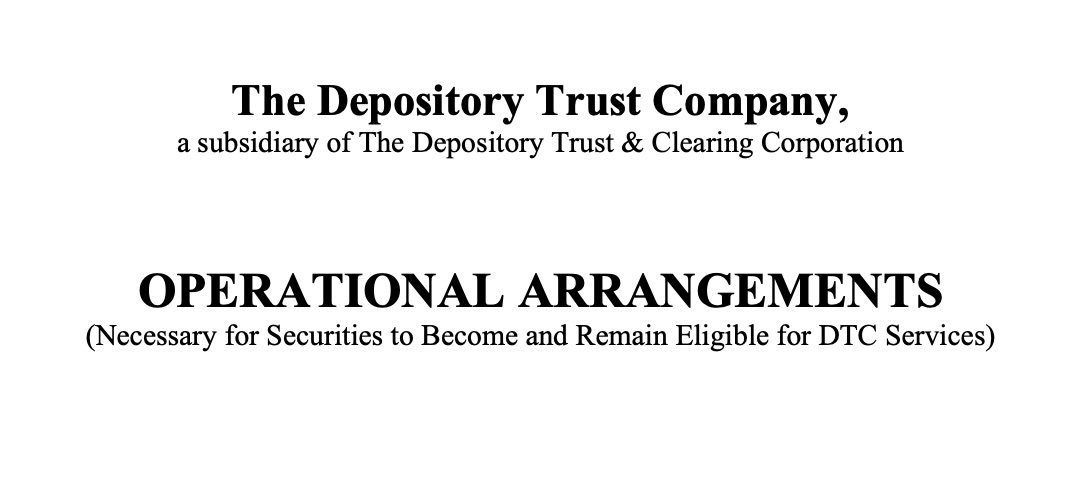 The Depository Trust Company,
a subsidiary of The Depository Trust & Clearing Corporation
OPERATIONAL ARRANGEMENTS
(Necessary for Securities to Become and Remain Eligible for DTC Services)